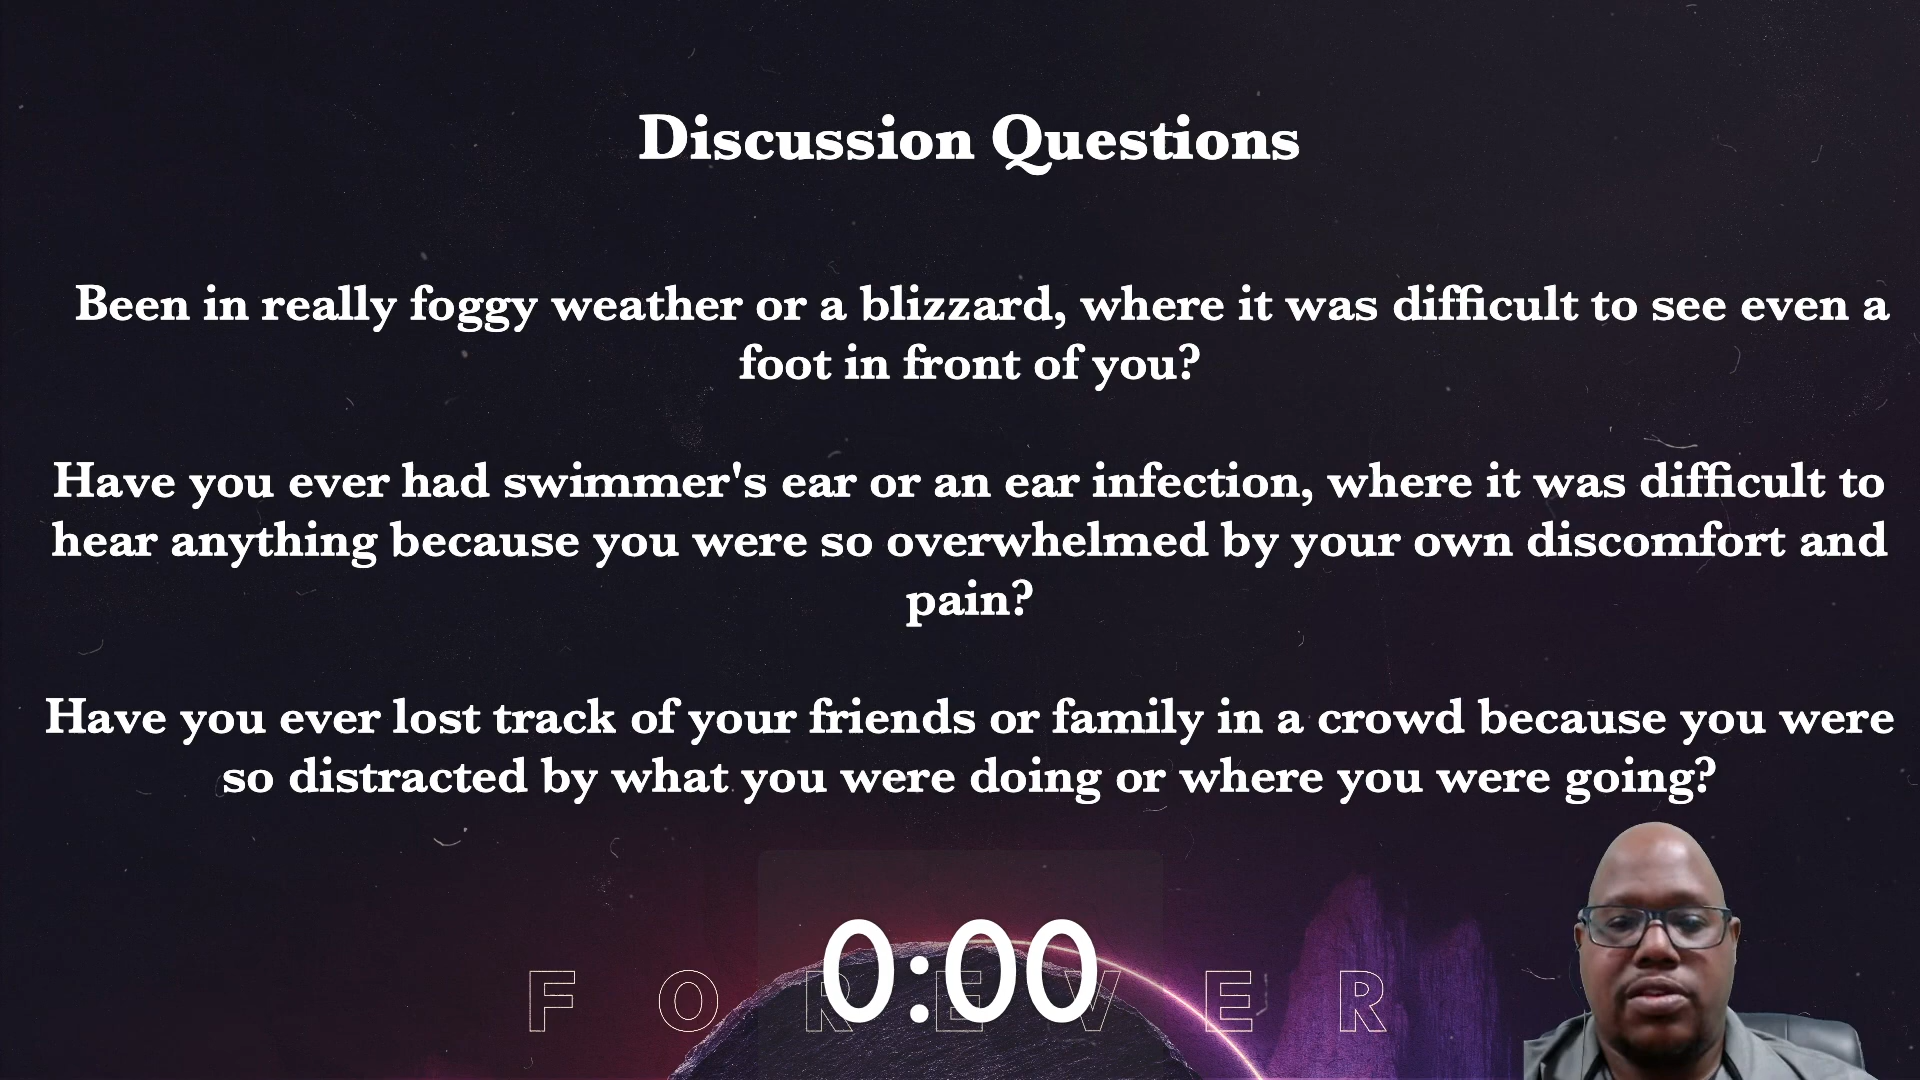 Discussion Questions
Been in really foggy weather or a blizzard, where it was difficult to see even a
foot in front of you?
Have you ever had swimmer's ear or an ear infection, where it was difficult to
hear anything because you were so overwhelmed by your own discomfort and
pain?
Have you ever lost track of your friends or family in a crowd because you were
so distracted by what you were doing or where you were going?
0:00
FOREVER